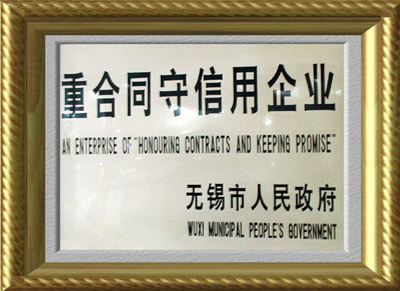 重合同守信用企业
AN ENTERPRISE OF "HONOURING CONTRACTS AND KEEPING PROMISE"
无锡市人民政府
WUXI MUNICIPAL PEOPLE'S GOVERNMENT